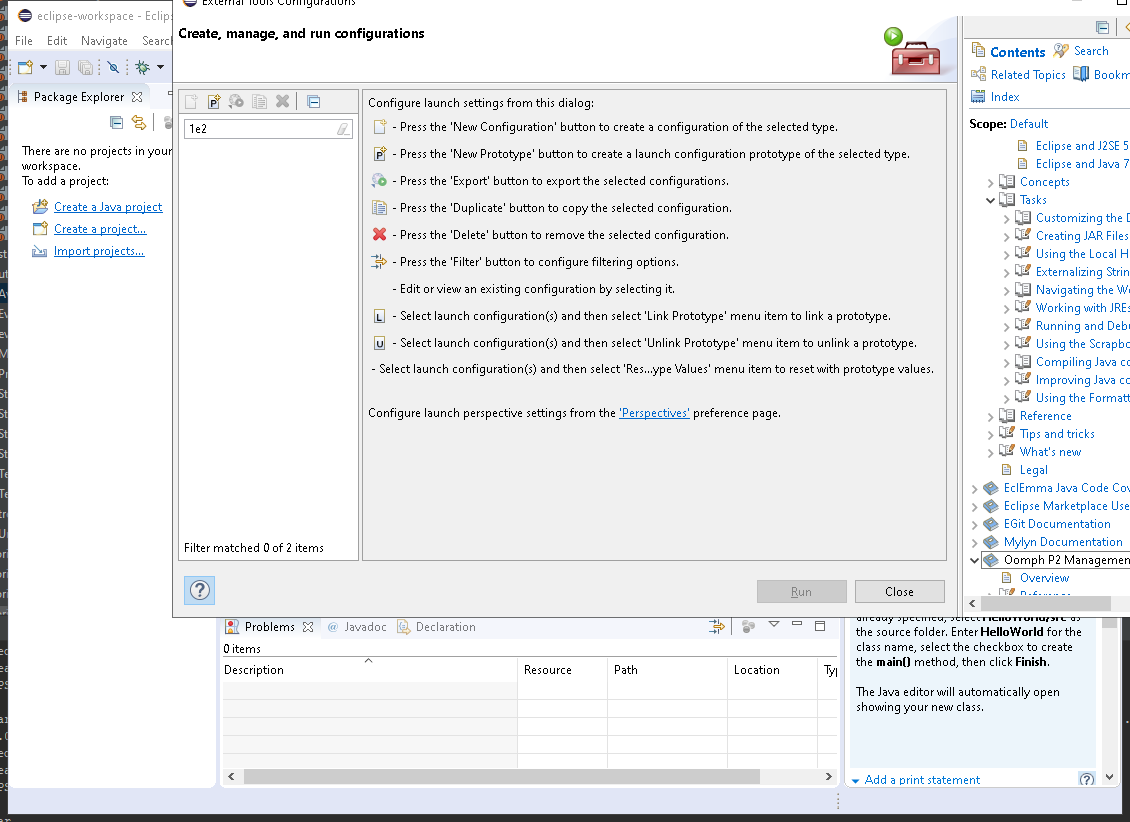 External Tools Configurations
eclipse-workspace - Eclips
File Edit Navigate Search
Create, manage, and run configurations
Package Explorer
There are no projects in your
workspace.
To add a project:
Create a Java project
Create a project...
Import projects...
1e2
Filter matched 0 of 2 items
Configure launch settings from this dialog:
- Press the 'New Configuration' button to create a configuration of the selected type.
- Press the 'New Prototype' button to create a launch configuration prototype of the selected type.
- Press the 'Export' button to export the selected configurations.
- Press the 'Duplicate' button to copy the selected configuration.
- Press the 'Delete' button to remove the selected configuration.
- Press the 'Filter' button to configure filtering options.
- Edit or view an existing configuration by selecting it.
- Select launch configuration(s) and then select 'Link Prototype' menu item to link a prototype.
- Select launch configuration(s) and then select 'Unlink Prototype' menu item to unlink a prototype.
- Select launch configuration(s) and then select 'Res...ype Values' menu item to reset with prototype values.
Configure launch perspective settings from the 'Perspectives' preference page.
Run Close
Contents Search
Related Topics Bookm
Index
Scope: Default
Eclipse and J2SE 5
Eclipse and Java 7
Concepts
Tasks
Customizing the D
Creating JAR Files
Using the Local H
Externalizing Strin
Navigating the Wo
Working with JREs
Running and Debu
Using the Scrapbo
Compiling Java co
Improving Java co
Using the Formatt
Reference
Tips and tricks
What's new
Legal
EclEmma Java Code Cov
Eclipse Marketplace Use
EGit Documentation
Mylyn Documentation
Oomph P2 Managemen
Overview
Problems Javadoc Declaration
0 items
Description Resource Path Location Typ
already specified, select HelloWorld/src as
the source folder. Enter HelloWorld for the
class name, select the checkbox to create
the main() method, then click Finish.
The Java editor will automatically open
showing your new class.
Add a print statement